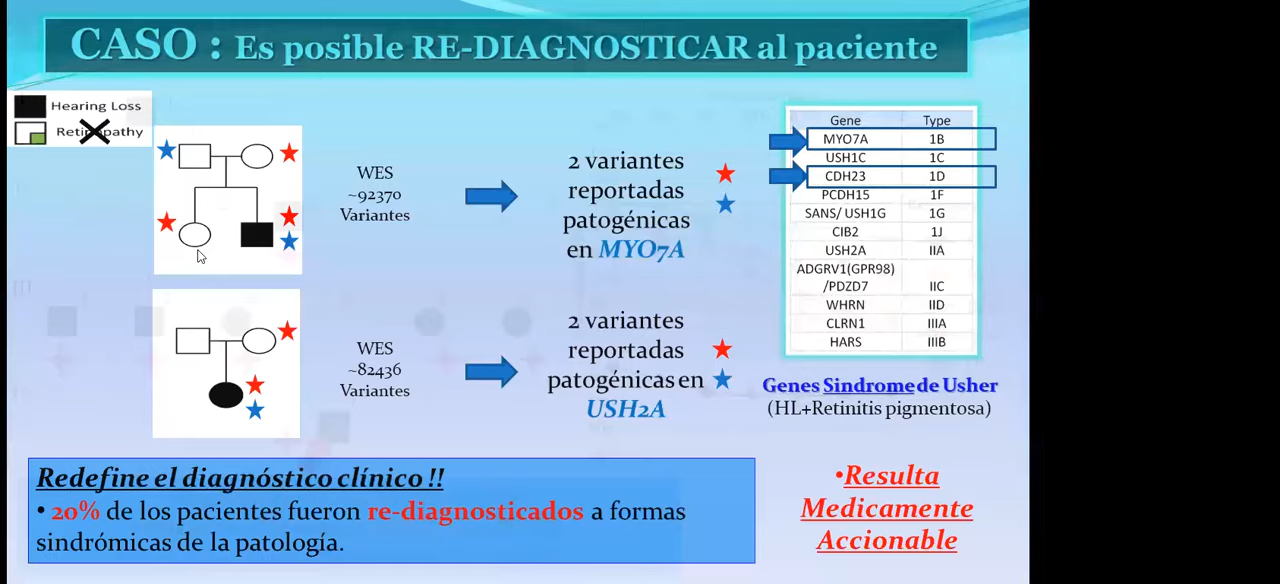 CASO : Es posible RE-DIAGNOSTICAR al paciente
Hearing Loss
Retinopathy
WES
~92370
Variantes
2 variantes
reportadas
patogénicas
en MYO7A
WES
~82436
Variantes
2 variantes
reportadas
patogénicas en
USH2A
Gene Type
MYO7A 1B
USH1C 1C
CDH23 1D
PCDH15 1F
SANS/ USH1G 1G
CIB2 1J
USH2A IIA
ADGRV1(GPR98)
/PDZD7 IIC
WHRN IID
CLRN1 IIIA
HARS IIIB
Genes Sindrome de Usher
(HL+Retinitis pigmentosa)
Redefine el diagnóstico clínico !!
• 20% de los pacientes fueron re-diagnosticados a formas
sindrómicas de la patología.
•Resulta
Medicamente
Accionable